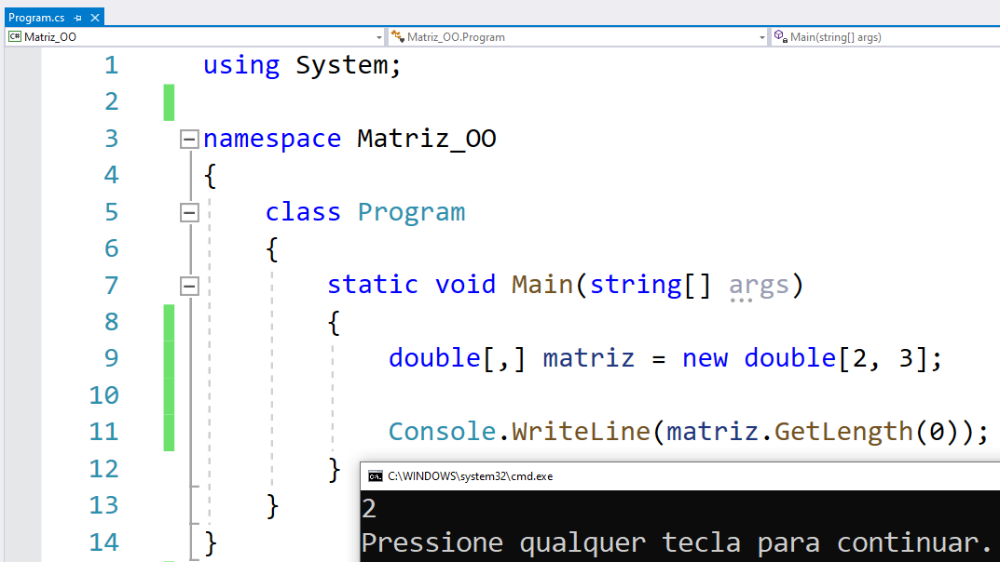 Program.cs
Matriz_OO Matriz_OO.Program Main(string[] args)
1 using System;
2
3 namespace Matriz_OO
4 {
5 class Program
6 {
7 static void Main(string[] args)
8 {
9 double[,] matriz = new double[2, 3];
10
11 Console.WriteLine(matriz.GetLength(0));
12 }
C:\WINDOWS\system32\cmd.exe
13 }
2
14 }
Pressione qualquer tecla para continuar.